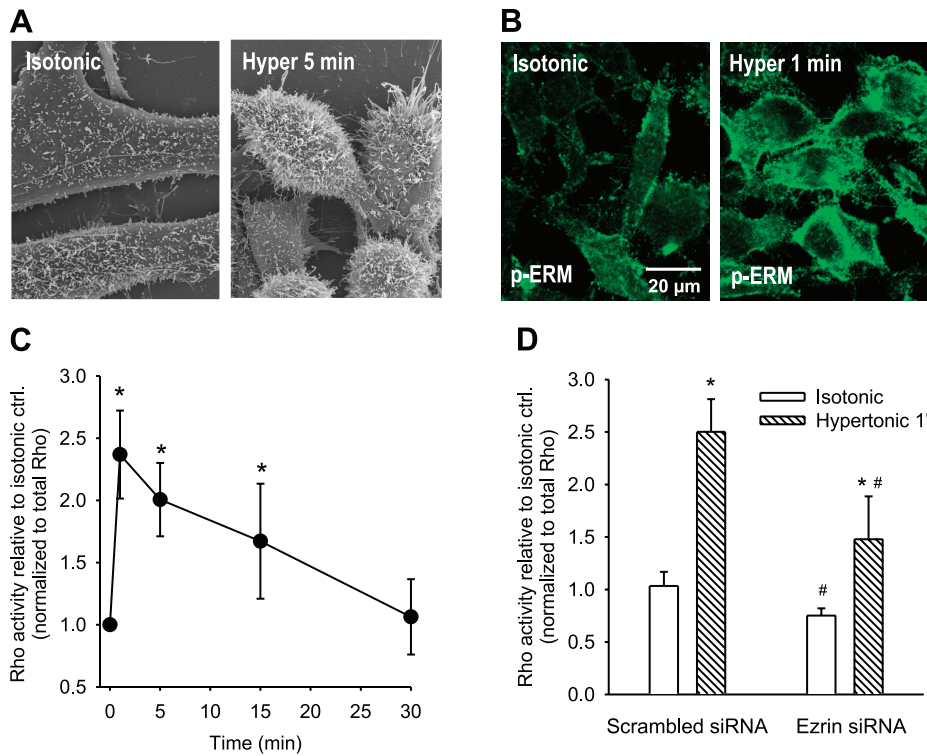 A
Isotonic
Hyper 5 min
B
Isotonic
Hyper 1 min
p-ERM
20 µm
p-ERM
C
Rho activity relative to isotonic ctrl.
(normalized to total Rho)
3.0
2.5
2.0
1.5
1.0
0.5
*
*
*
0
5
10
15
20
25
30
Time (min)
D
Rho activity relative to isotonic ctrl.
(normalized to total Rho)
3.0
2.5
2.0
1.5
1.0
0.5
0.0
*
#
* #
Isotonic
Hypertonic 1'
Scrambled siRNA
Ezrin siRNA